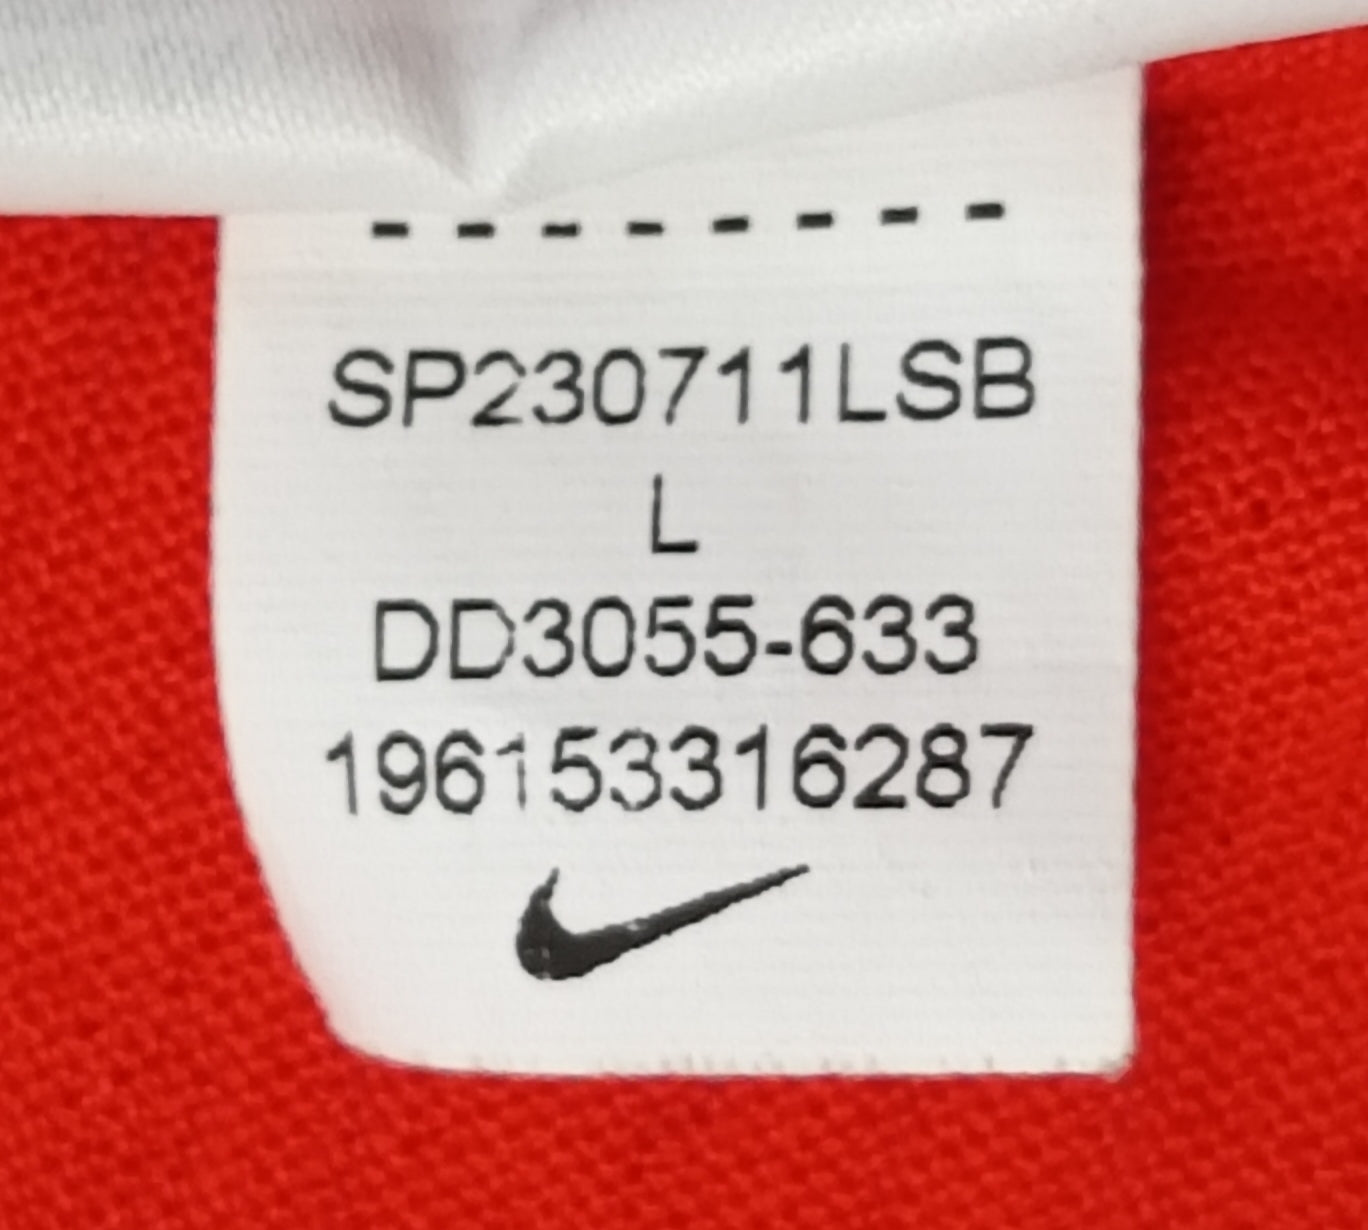 --------
SP230711LSB
L
DD3055-633
196153316287